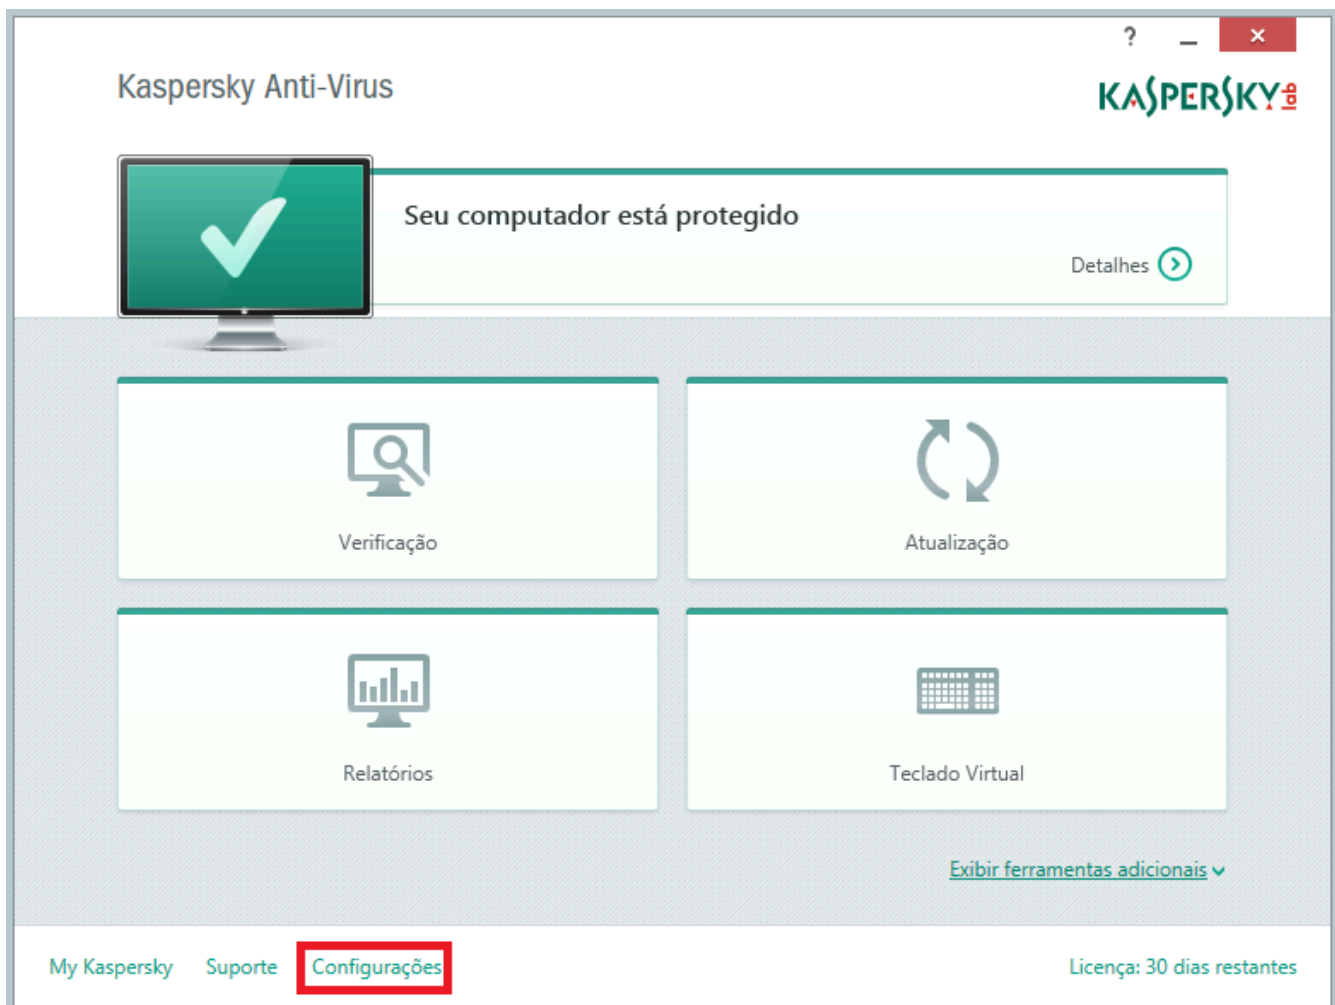 ?
Kaspersky Anti-Virus
KASPERSKY lab
Seu computador está protegido
Detalhes
Verificação
Atualização
Relatórios
Teclado Virtual
Exibir ferramentas adicionais
My Kaspersky Suporte Configurações Licença: 30 dias restantes